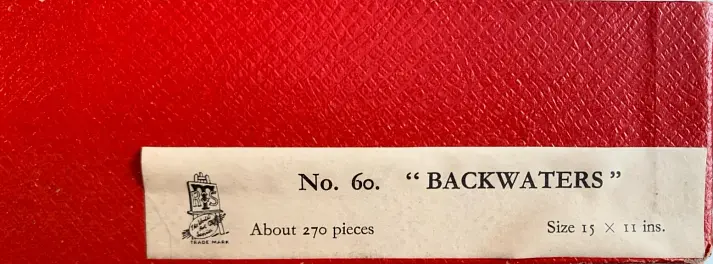 No. 60. “BACKWATERS”
About 270 pieces Size 15 × 11 ins.
TRADE MARK